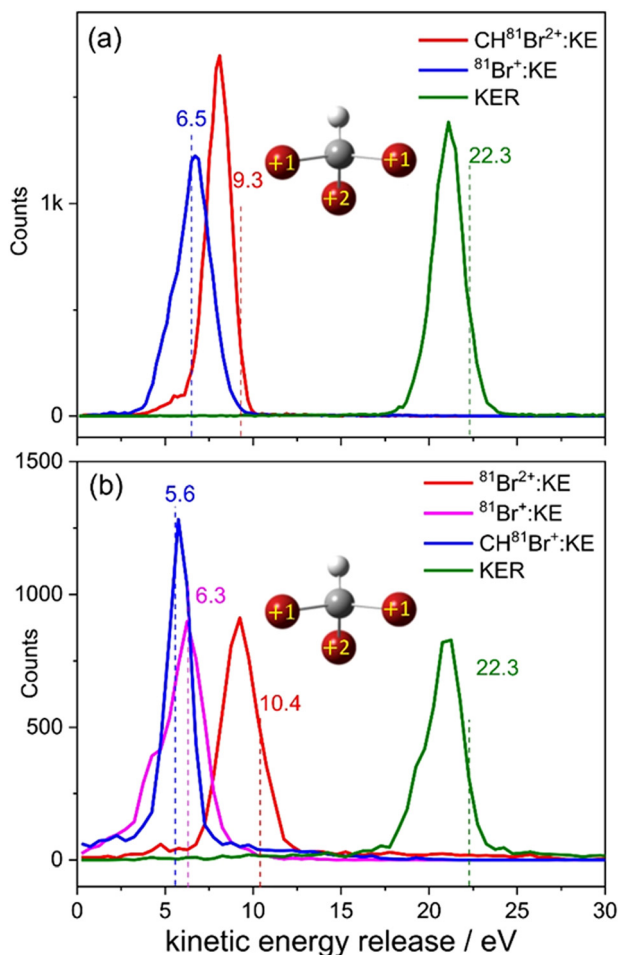 (a)
CH⁸¹Br²⁺:KE
⁸¹Br⁺:KE
KER
6.5
9.3
22.3
+1
+1
+2
1k
0
Counts
(b)
⁸¹Br²⁺:KE
⁸¹Br⁺:KE
CH⁸¹Br⁺:KE
KER
5.6
6.3
10.4
22.3
+1
+1
+2
1500
1000
500
0
Counts
0 5 10 15 20 25 30
kinetic energy release / eV